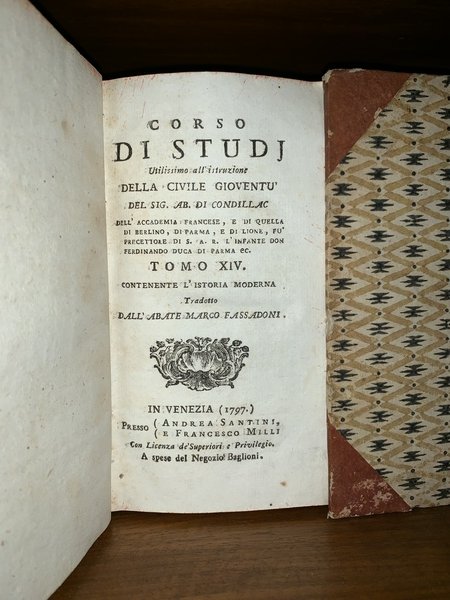 CORSO
DI STUDJ
Utilissimo all'istruzione
DELLA CIVILE GIOVENTU'
DEL SIG. AB. DI CONDILLAC
DELL'ACCADEMIA FRANCESE, E DI QUELLA
DI BERLINO, DI PARMA, E DI LIONE, FU'
PRECETTORE DI S. A. R. L'INFANTE DON
FERDINANDO DUCA DI PARMA ec.
TOMO XIV.
CONTENENTE L'ISTORIA MODERNA
Tradotto
DALL'ABATE MARCO FASSADONI.
IN VENEZIA (1797.)
PRESSO ( ANDREA SANTINI,
( E FRANCESCO MILLI
Con Licenza de' Superiori e Privilegio.
A spese del Negozio Baglioni.